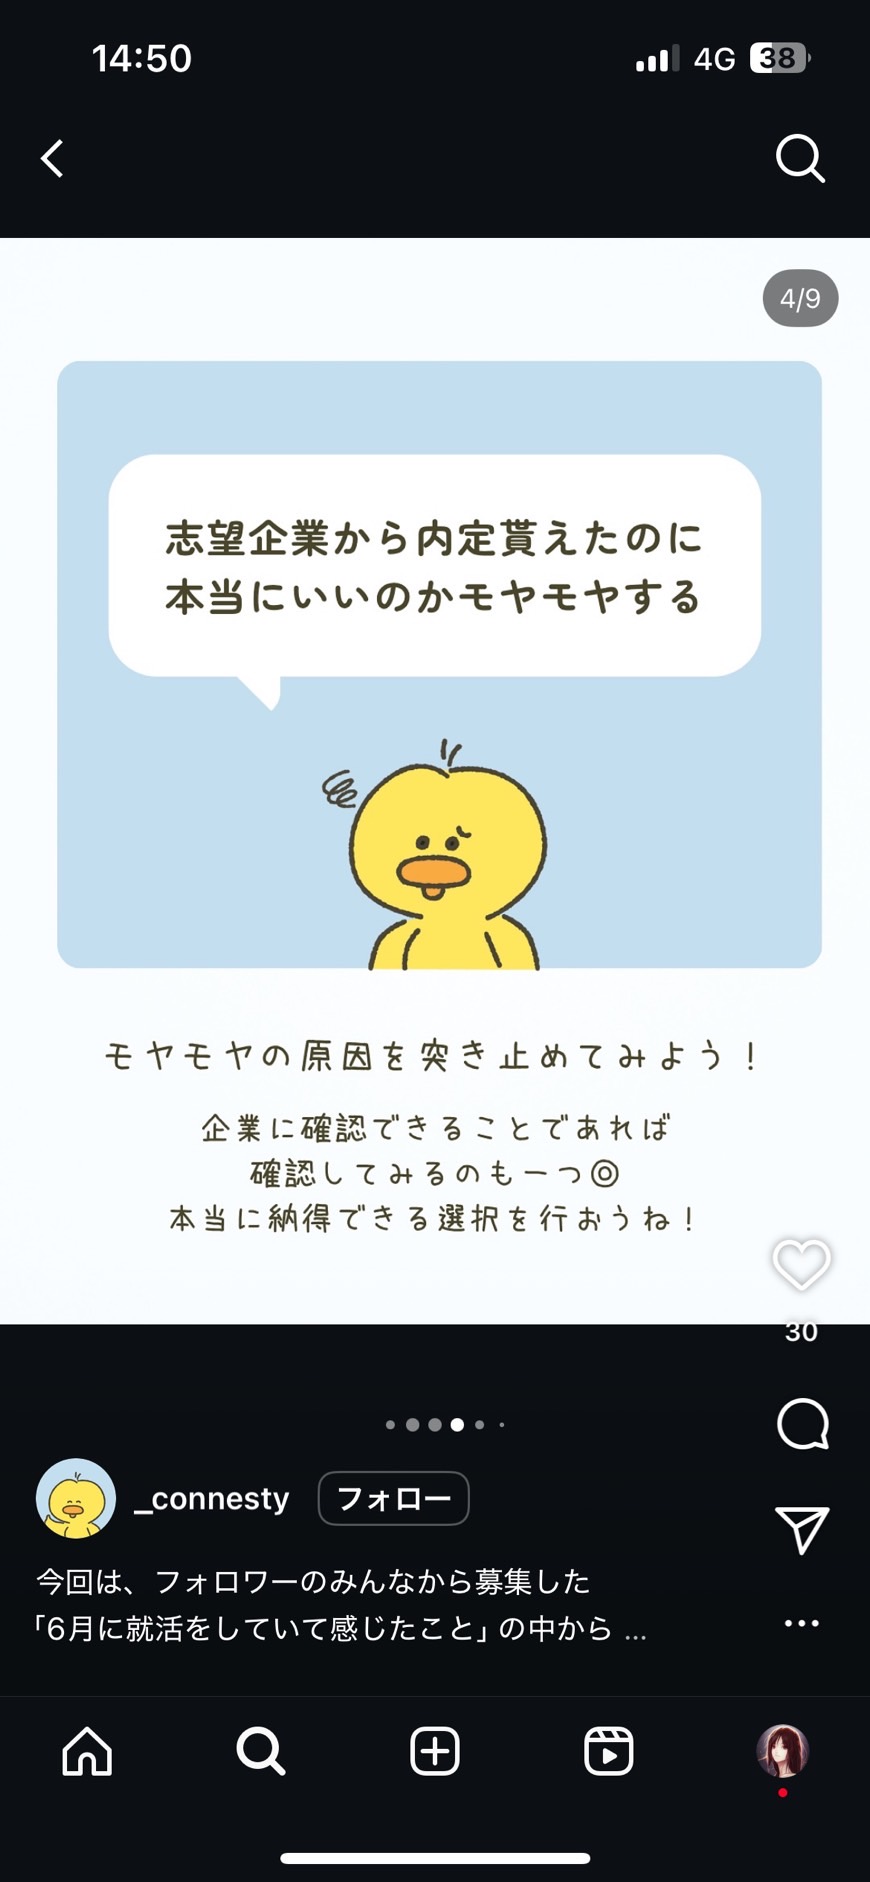 14:50
4G
38
4/9
志望企業から内定貰えたのに
本当にいいのかモヤモヤする
モヤモヤの原因を突き止めてみよう！
企業に確認できることであれば
確認してみるのも一つ◎
本当に納得できる選択を行おうね！
30
_connesty
フォロー
今回は、フォロワーのみんなから募集した
「6月に就活をしていて感じたこと」の中から ...